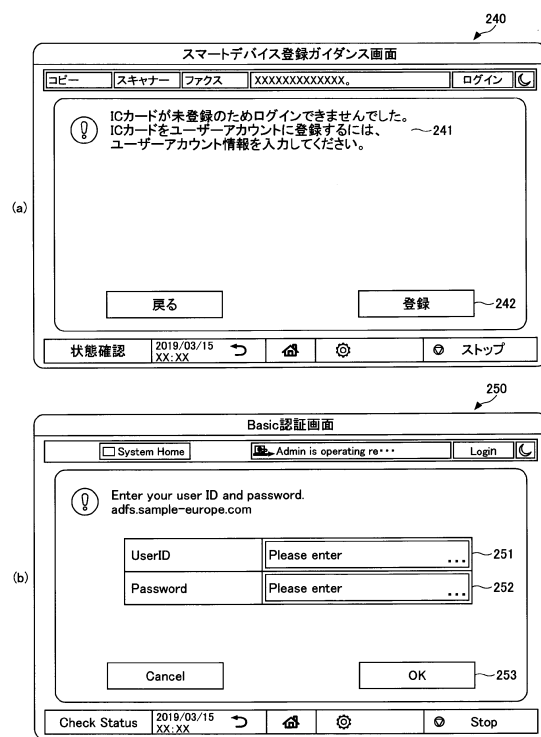 240
スマートデバイス登録ガイダンス画面
コピー スキャナー ファクス XXXXXXXXXXXXX。 ログイン
ICカードが未登録のためログインできませんでした。
ICカードをユーザーアカウントに登録するには、 241
ユーザーアカウント情報を入力してください。
(a)
戻る 登録 242
状態確認 2019/03/15 XX:XX ストップ
250
Basic認証画面
System Home Admin is operating re・・・ Login
Enter your user ID and password.
adfs.sample-europe.com
UserID Please enter ... 251
(b)
Password Please enter ... 252
Cancel OK 253
Check Status 2019/03/15 XX:XX Stop